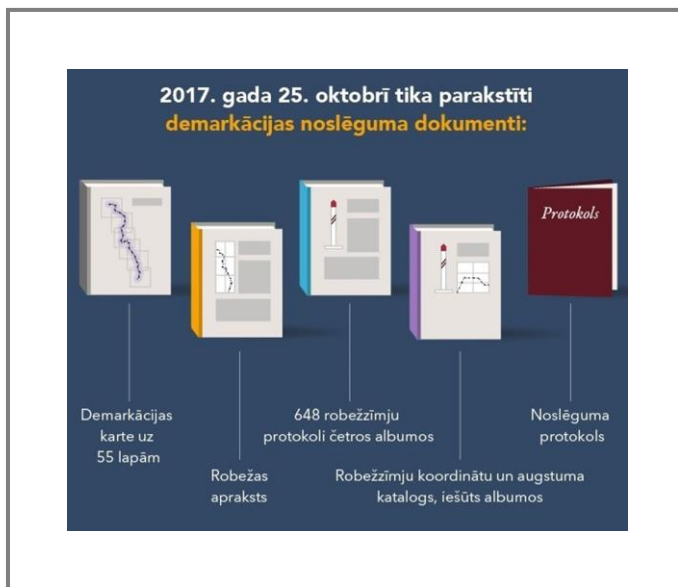 2017. gada 25. oktobrī tika parakstīti
demarkācijas noslēguma dokumenti:
Protokols
Demarkācijas
karte uz
55 lapām
Robežas
apraksts
648 robežzīmju
protokoli četros albumos
Robežzīmju koordinātu un augstuma
katalogs, iešūts albumos
Noslēguma
protokols